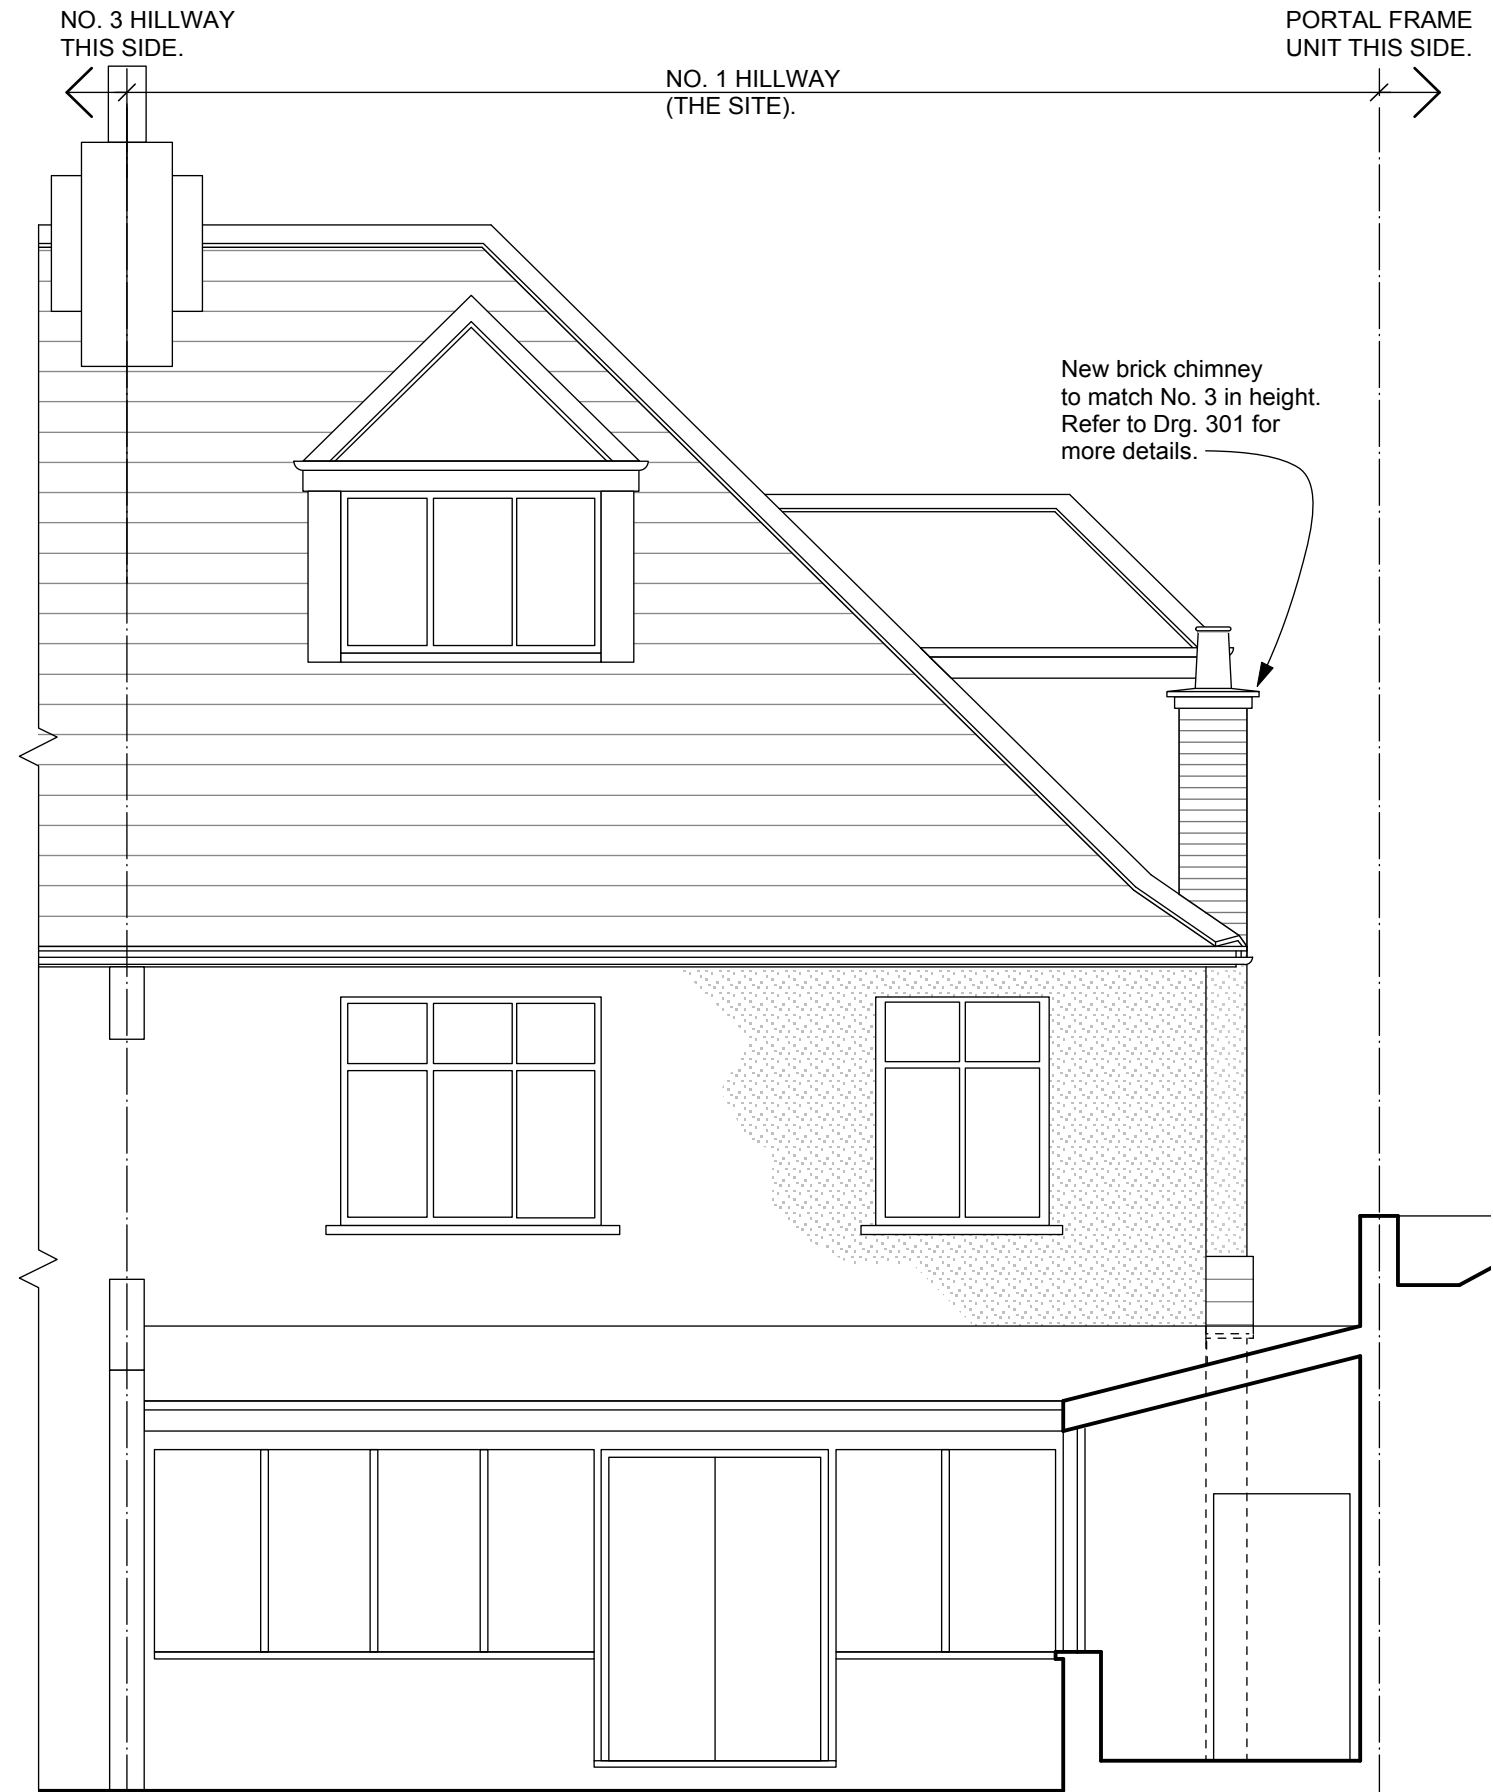 NO. 3 HILLWAY
THIS SIDE.
NO. 1 HILLWAY
(THE SITE).
PORTAL FRAME
UNIT THIS SIDE.
New brick chimney
to match No. 3 in height.
Refer to Drg. 301 for
more details.